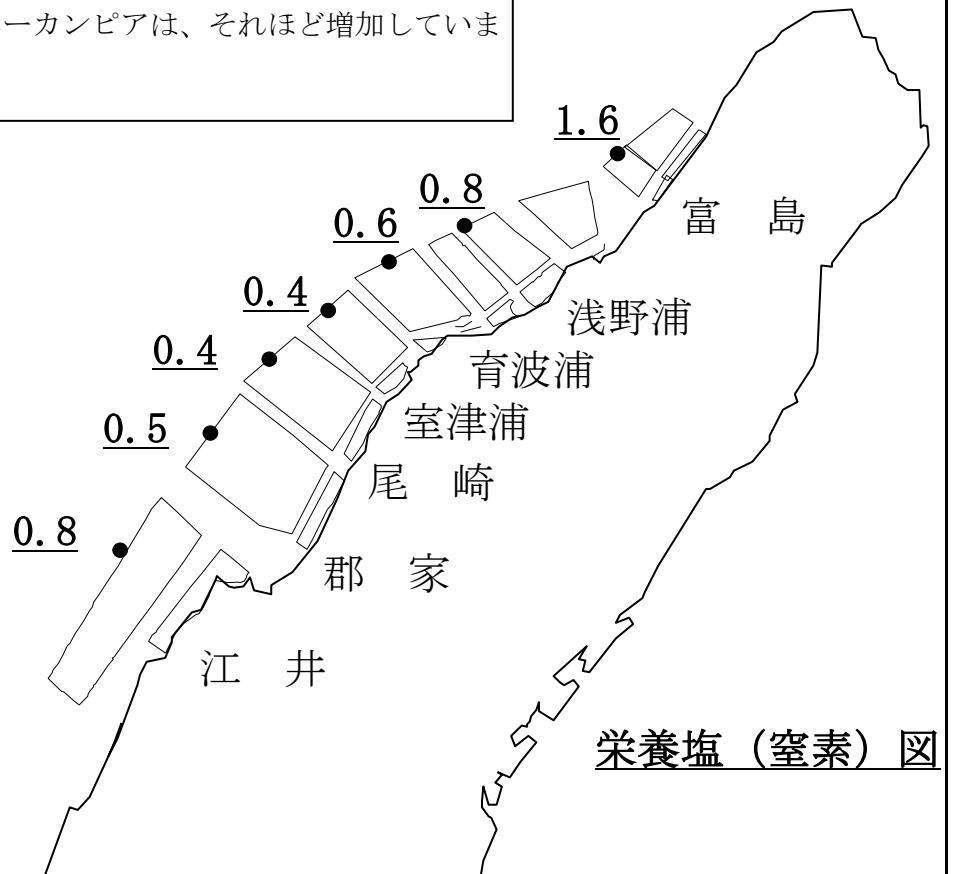 ーカンピアは、それほど増加していま
1.6
0.8
0.6
0.4
0.4
0.5
0.8
富 島
浅野浦
育波浦
室津浦
尾 崎
郡 家
江 井
栄養塩（窒素）図